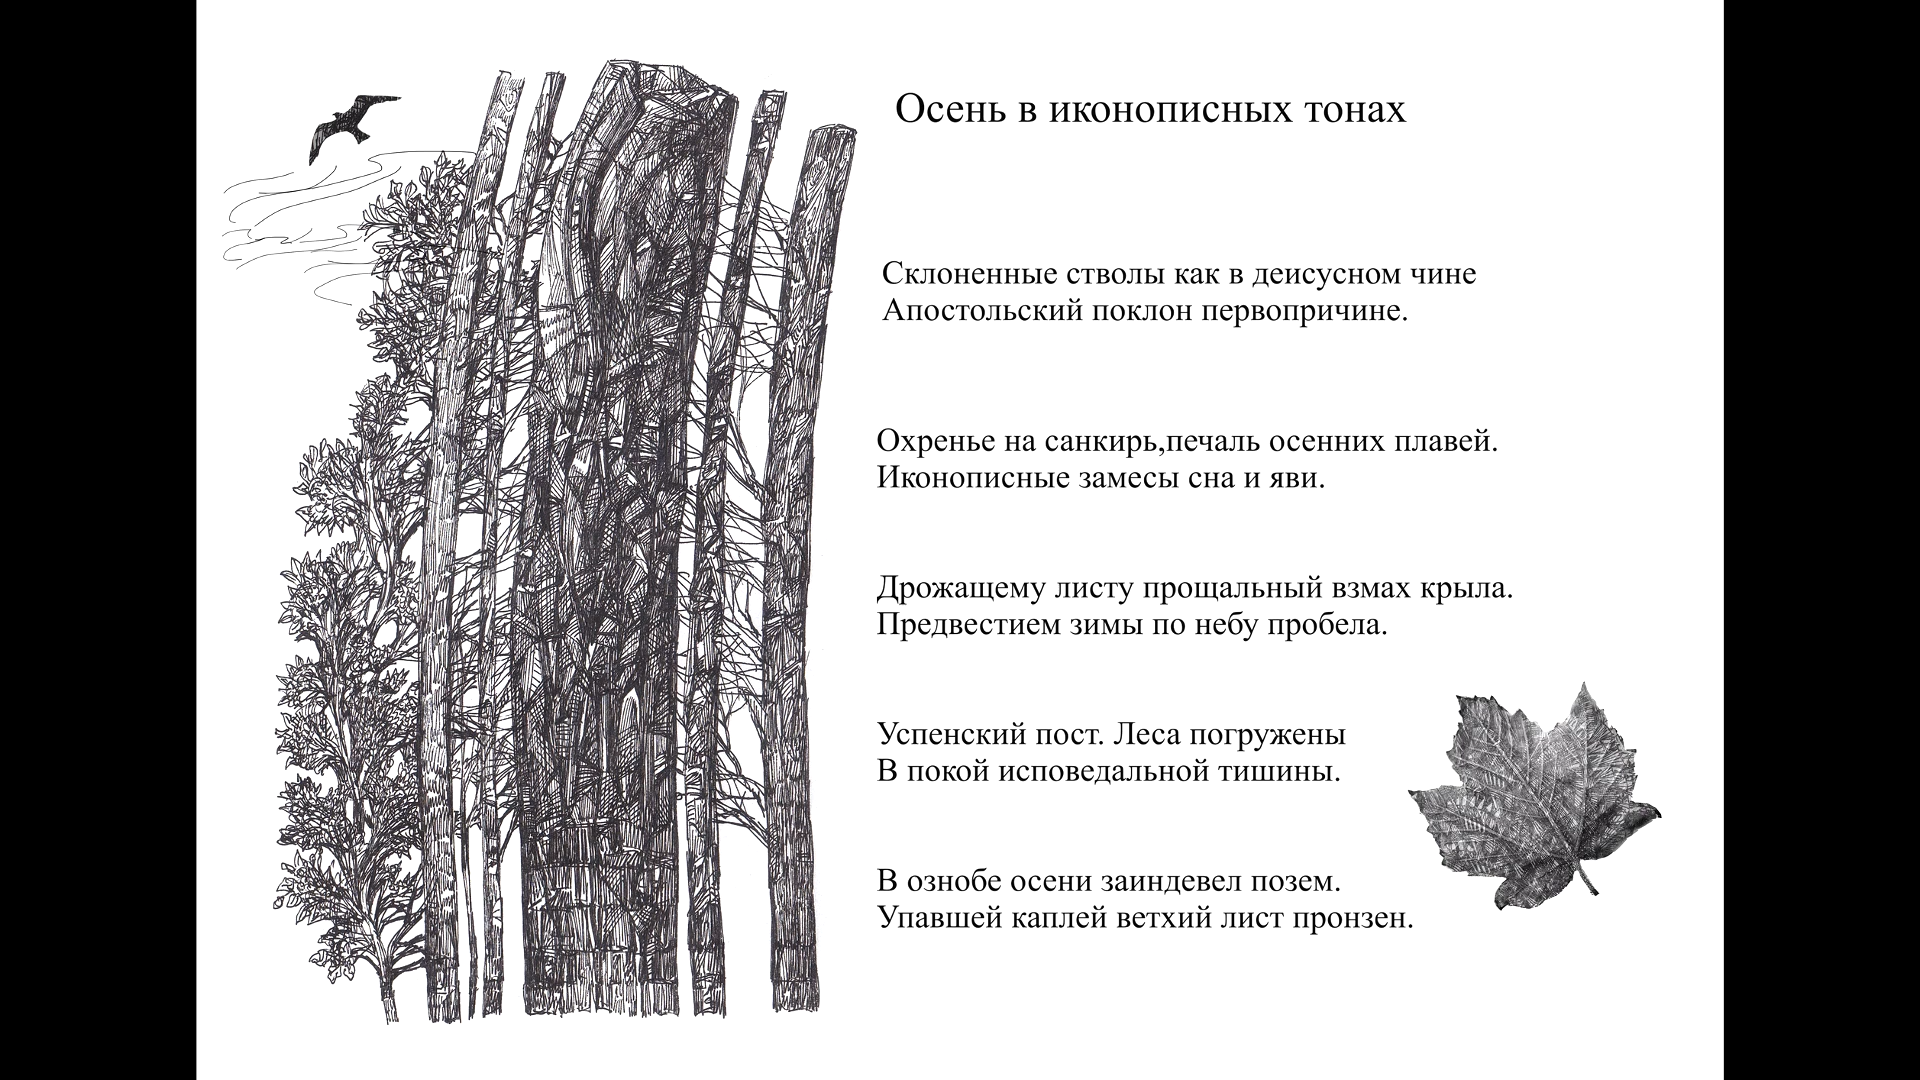 Осень в иконописных тонах
Склоненные стволы как в деисусном чине
Апостольский поклон первопричине.
Охренье на санкирь,печаль осенних плавей.
Иконописные замесы сна и яви.
Дрожащему листу прощальный взмах крыла.
Предвестием зимы по небу пробела.
Успенский пост. Леса погружены
В покой исповедальной тишины.
В ознобе осени заиндевел позем.
Упавшей каплей ветхий лист пронзен.